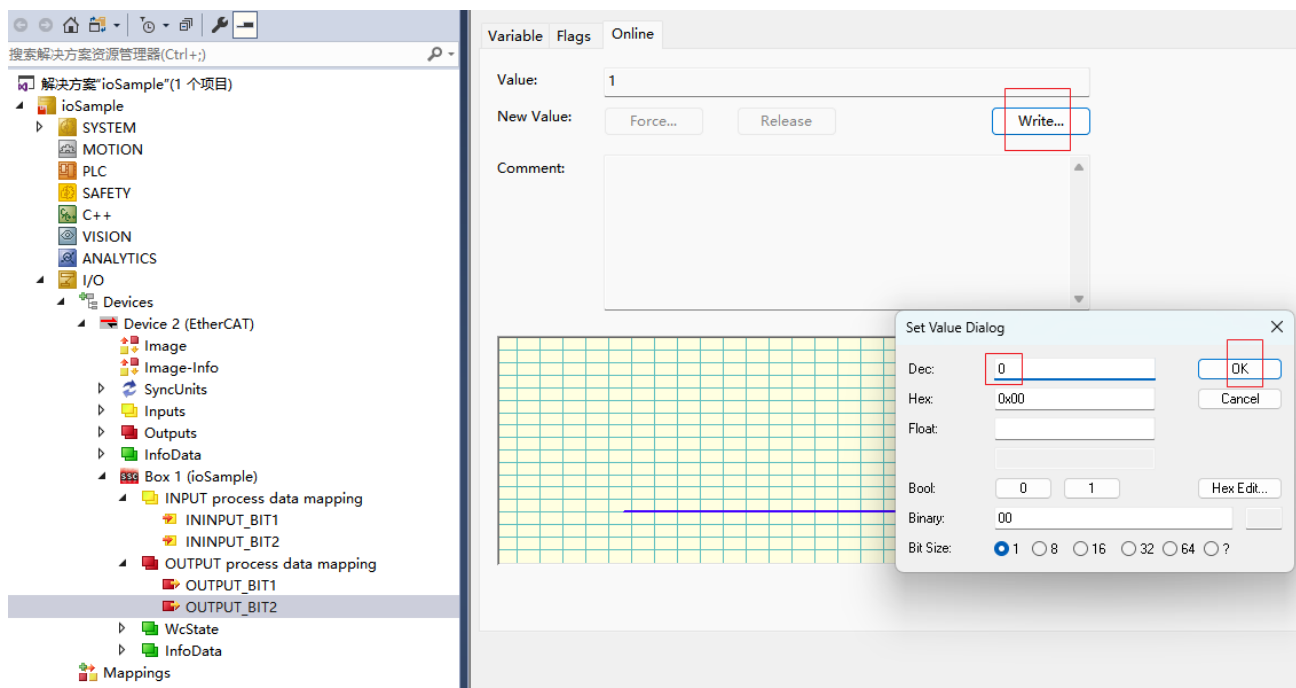 搜索解决方案资源管理器(Ctrl+;)
解决方案"ioSample"(1 个项目)
ioSample
SYSTEM
MOTION
PLC
SAFETY
C++
VISION
ANALYTICS
I/O
Devices
Device 2 (EtherCAT)
Image
Image-Info
SyncUnits
Inputs
Outputs
InfoData
Box 1 (ioSample)
INPUT process data mapping
ININPUT_BIT1
ININPUT_BIT2
OUTPUT process data mapping
OUTPUT_BIT1
OUTPUT_BIT2
WcState
InfoData
Mappings
Variable Flags Online
Value: 1
New Value: Force... Release Write...
Comment:
Set Value Dialog
Dec: 0 OK
Hex: 0x00 Cancel
Float:
Bool: 0 1 Hex Edit...
Binary: 00
Bit Size: 1 8 16 32 64 ?